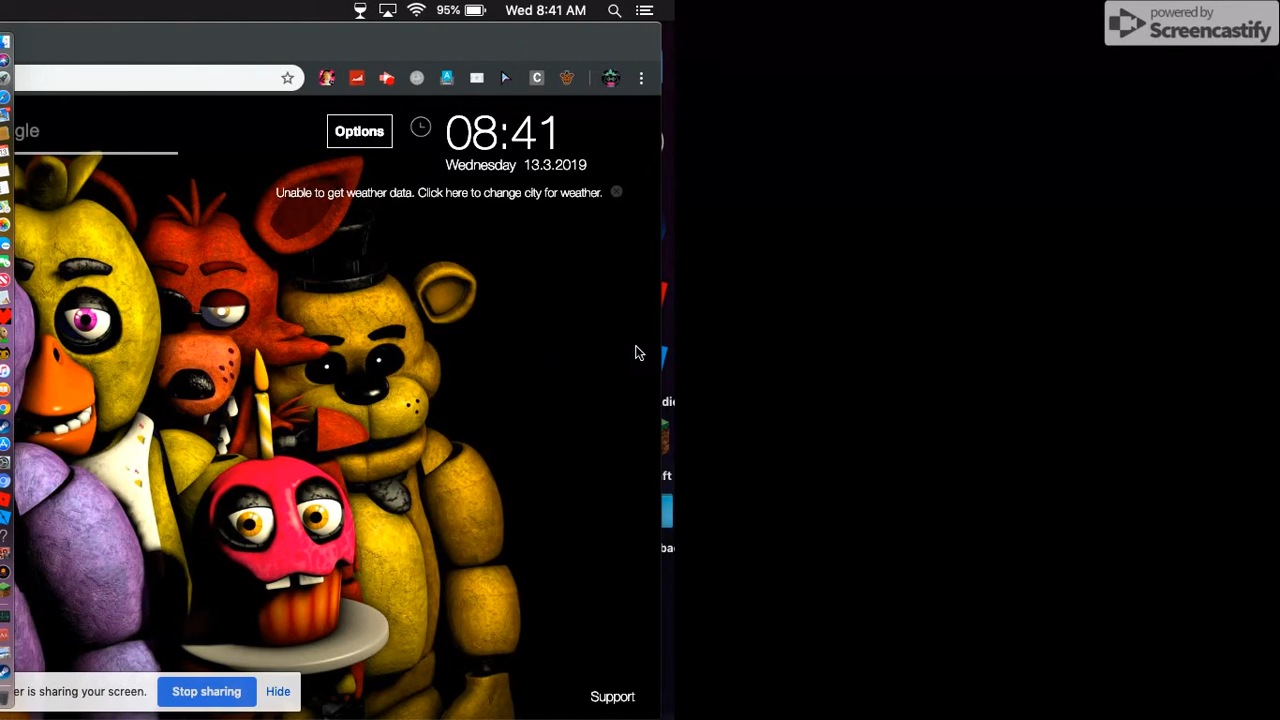 95% Wed 8:41 AM
powered by
Screencastify
C
gle
Options
08:41
Wednesday 13.3.2019
Unable to get weather data. Click here to change city for weather.
die
ft
ba
er is sharing your screen.
Stop sharing
Hide
Support